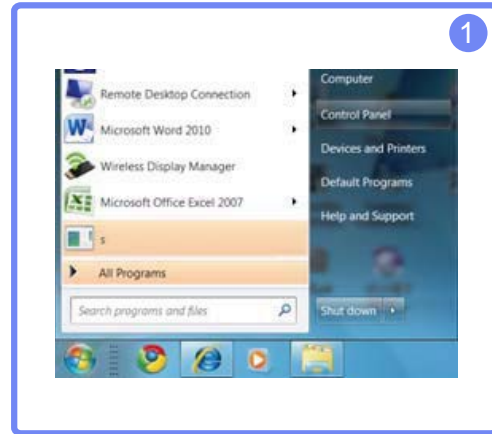 1
Remote Desktop Connection
Microsoft Word 2010
Wireless Display Manager
Microsoft Office Excel 2007
s
All Programs
Search programs and files
Computer
Control Panel
Devices and Printers
Default Programs
Help and Support
Shut down